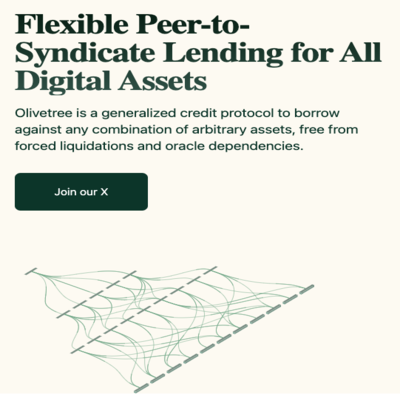 Flexible Peer-to-
Syndicate Lending for All
Digital Assets
Olivetree is a generalized credit protocol to borrow
against any combination of arbitrary assets, free from
forced liquidations and oracle dependencies.
Join our X